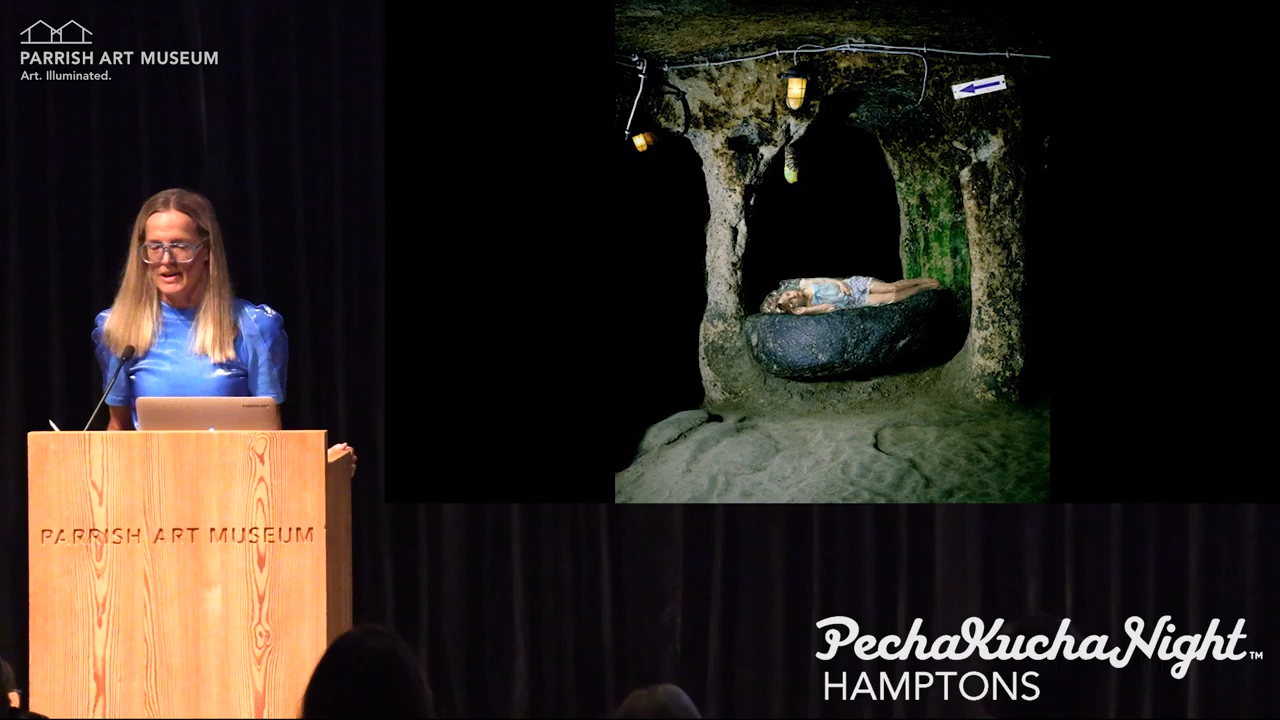 PARRISH ART MUSEUM
Art. Illuminated.
PARRISH ART MUSEUM
PechaKuchaNight™
HAMPTONS